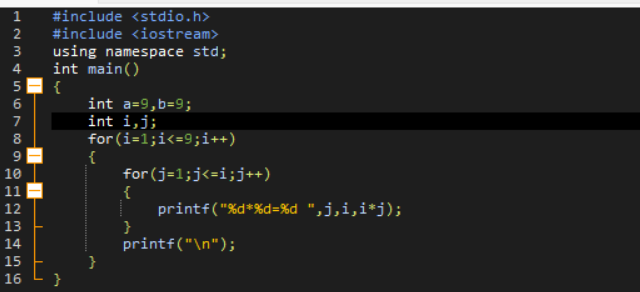 1 #include <stdio.h>
2 #include <iostream>
3 using namespace std;
4 int main()
5 {
6     int a=9,b=9;
7     int i,j;
8     for(i=1;i<=9;i++)
9     {
10         for(j=1;j<=i;j++)
11         {
12             printf("%d*%d=%d ",j,i,i*j);
13         }
14         printf("\n");
15     }
16 }